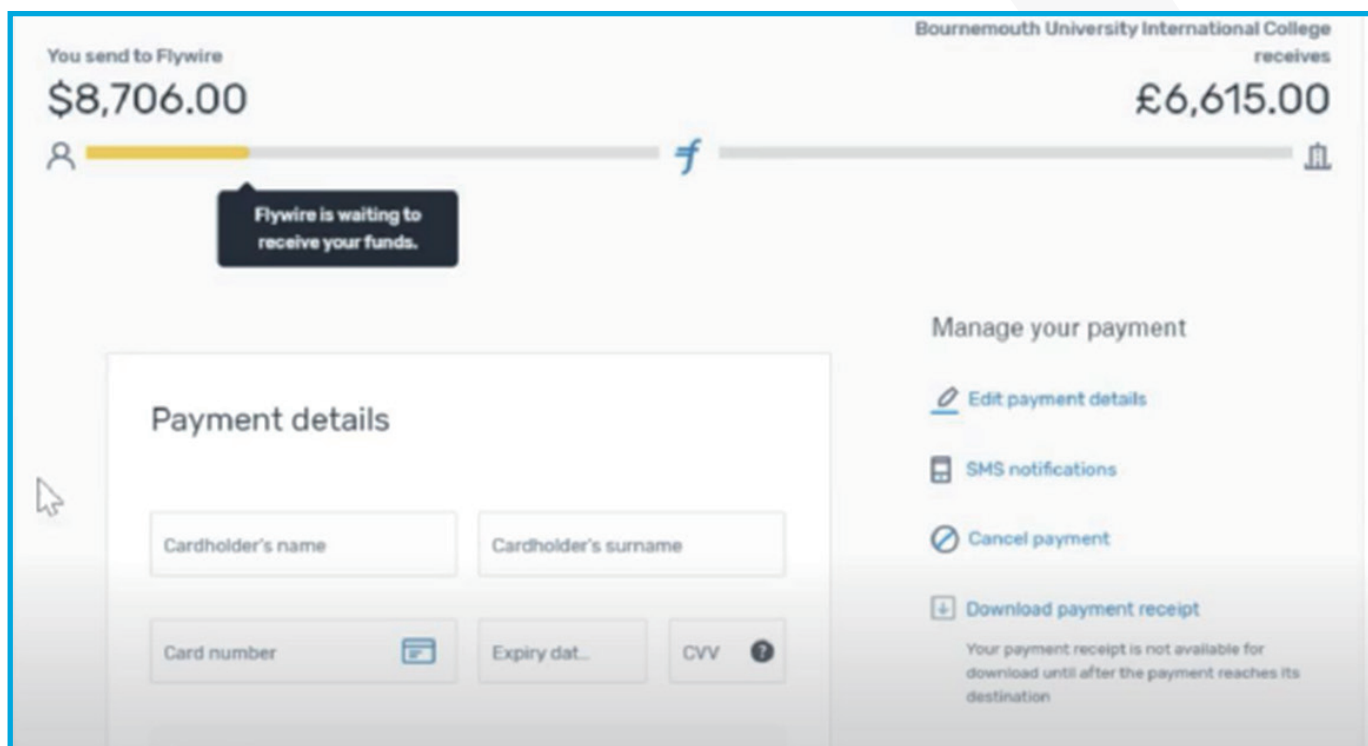 You send to Flywire
$8,706.00
Bournemouth University International College
receives
£6,615.00
Flywire is waiting to
receive your funds.
Payment details
Cardholder's name
Cardholder's surname
Card number
Expiry dat...
CVV
?
Manage your payment
Edit payment details
SMS notifications
Cancel payment
Download payment receipt
Your payment receipt is not available for
download until after the payment reaches its
destination